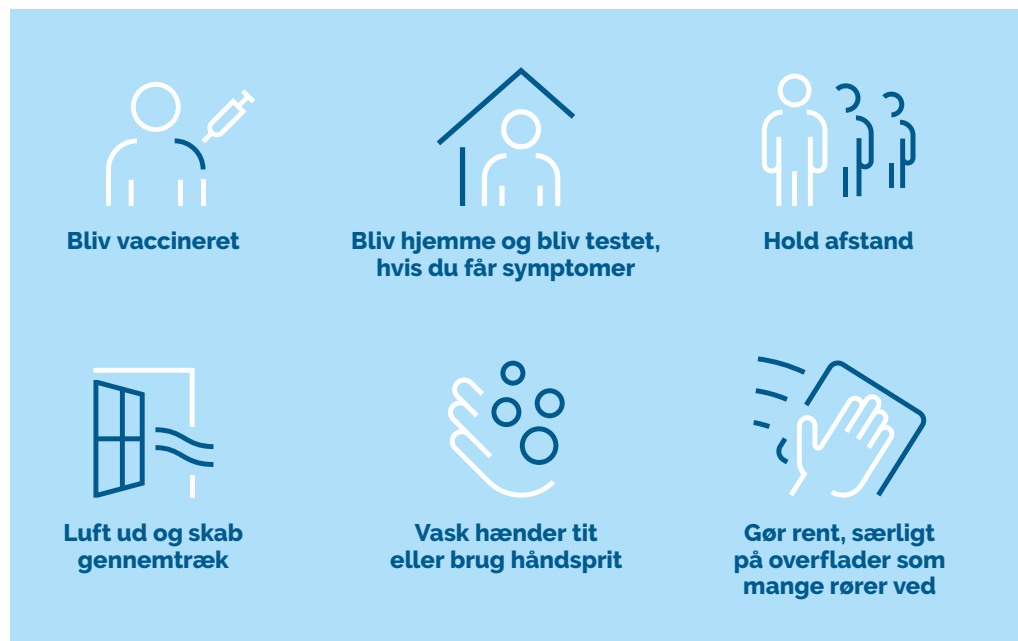 Bliv vaccineret
Bliv hjemme og bliv testet,
hvis du får symptomer
Hold afstand
Luft ud og skab
gennemtræk
Vask hænder tit
eller brug håndsprit
Gør rent, særligt
på overflader som
mange rører ved